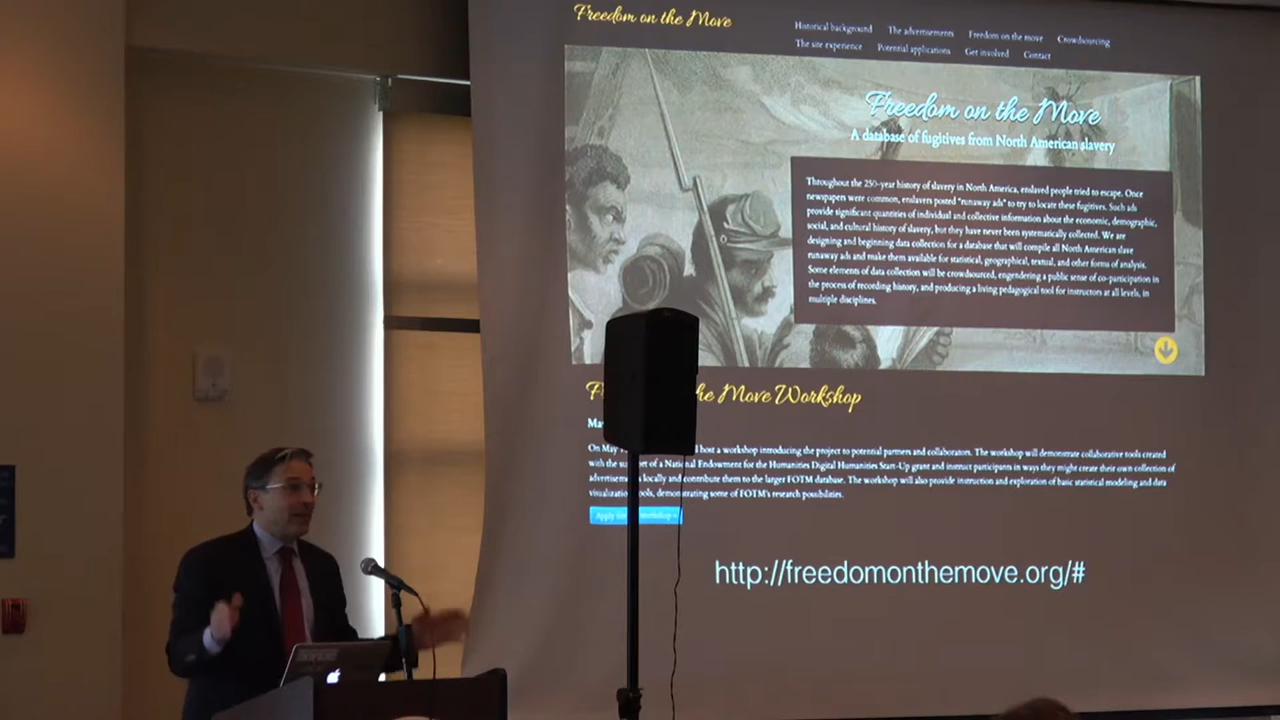 Freedom on the Move
Historical background The advertisements Freedom on the move Crowdsourcing
The site experience Potential applications Get involved Contact
Freedom on the Move
A database of fugitives from North American slavery
Throughout the 250-year history of slavery in North America, enslaved people tried to escape. Once
newspapers were common, enslavers posted "runaway ads" to try to locate these fugitives. Such ads
provide significant quantities of individual and collective information about the economic, demographic,
social, and cultural history of slavery, but they have never been systematically collected. We are
designing and beginning data collection for a database that will compile all North American slave
runaway ads and make them available for statistical, geographical, textual, and other forms of analysis.
Some elements of data collection will be crowdsourced, engendering a public sense of co-participation in
the process of recording history, and producing a living pedagogical tool for instructors at all levels, in
multiple disciplines.
the Move Workshop
On May host a workshop introducing the project to potential partners and collaborators. The workshop will demonstrate collaborative tools created
with the of a National Endowment for the Humanities Digital Humanities Start-Up grant and instruct participants in ways they might create their own collection of
locally and contribute them to the larger FOTM database. The workshop will also provide instruction and exploration of basic statistical modeling and data
tools, demonstrating some of FOTM's research possibilities.
Apply
http://freedomonthemove.org/#